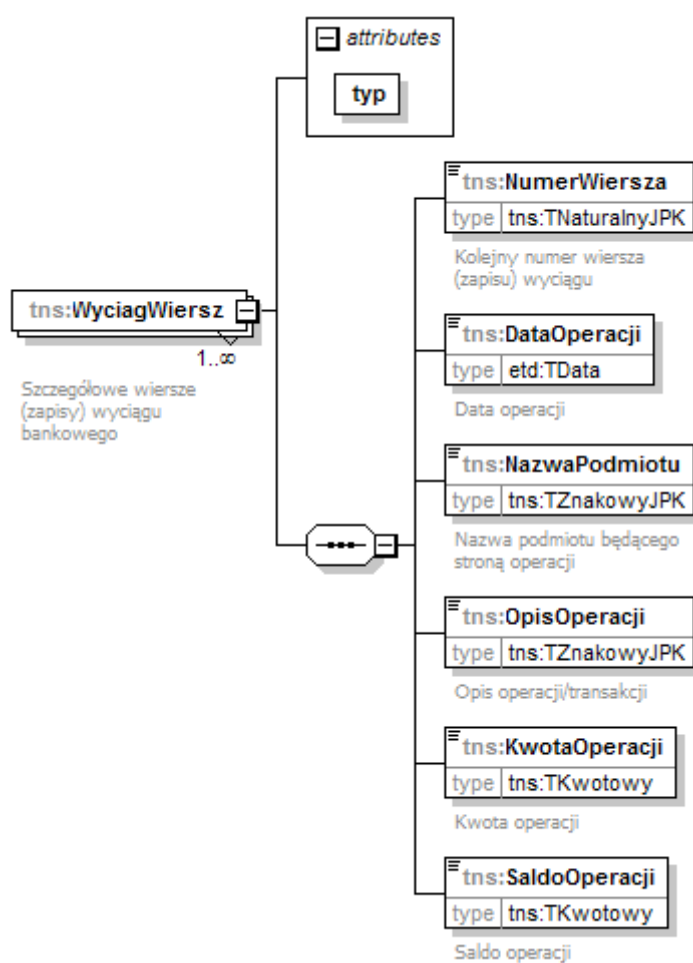 attributes
typ
tns:NumerWiersza
type tns:TNaturalnyJPK
Kolejny numer wiersza
(zapisu) wyciągu
tns:WyciagWiersz
1..∞
Szczegółowe wiersze
(zapisy) wyciągu
bankowego
tns:DataOperacji
type etd:TData
Data operacji
tns:NazwaPodmiotu
type tns:TZnakowyJPK
Nazwa podmiotu będącego
stroną operacji
tns:OpisOperacji
type tns:TZnakowyJPK
Opis operacji/transakcji
tns:KwotaOperacji
type tns:TKwotowy
Kwota operacji
tns:SaldoOperacji
type tns:TKwotowy
Saldo operacji